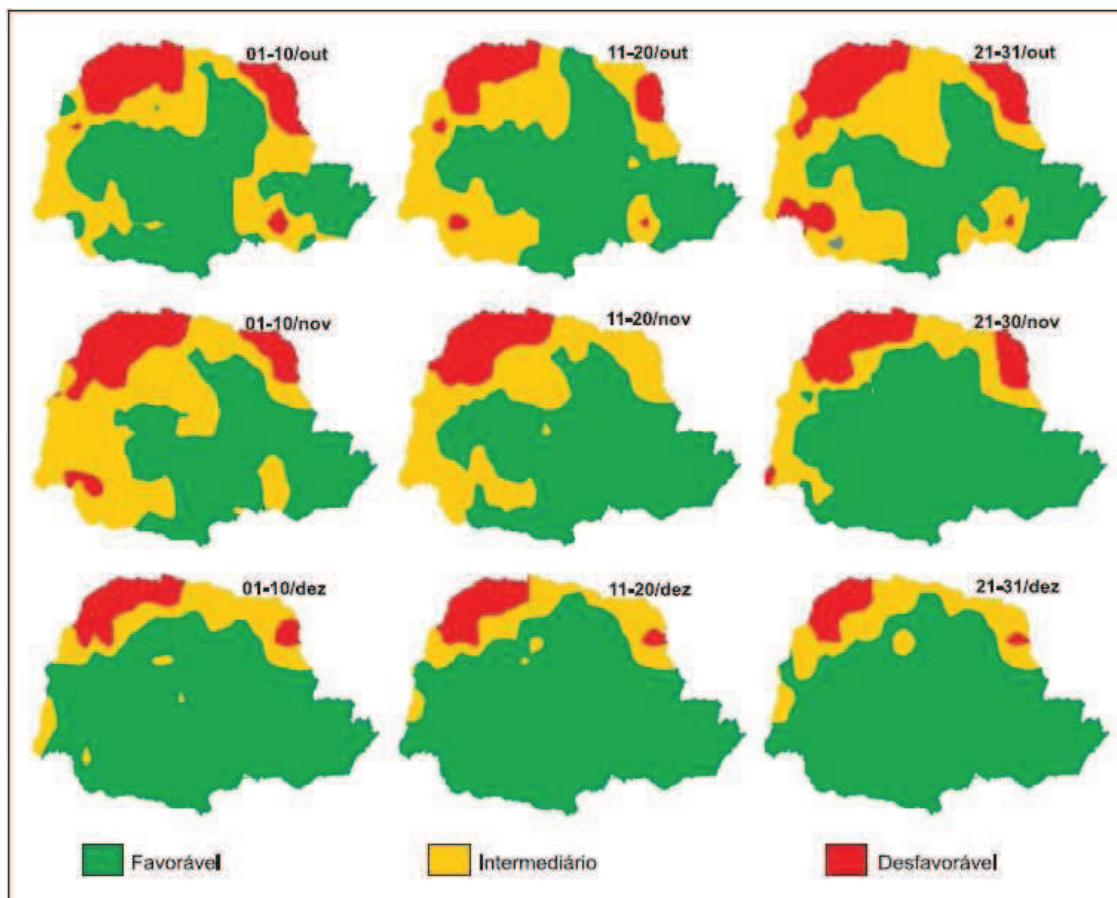 01-10/out
11-20/out
21-31/out
01-10/nov
11-20/nov
21-30/nov
01-10/dez
11-20/dez
21-31/dez
Favorável
Intermediário
Desfavorável